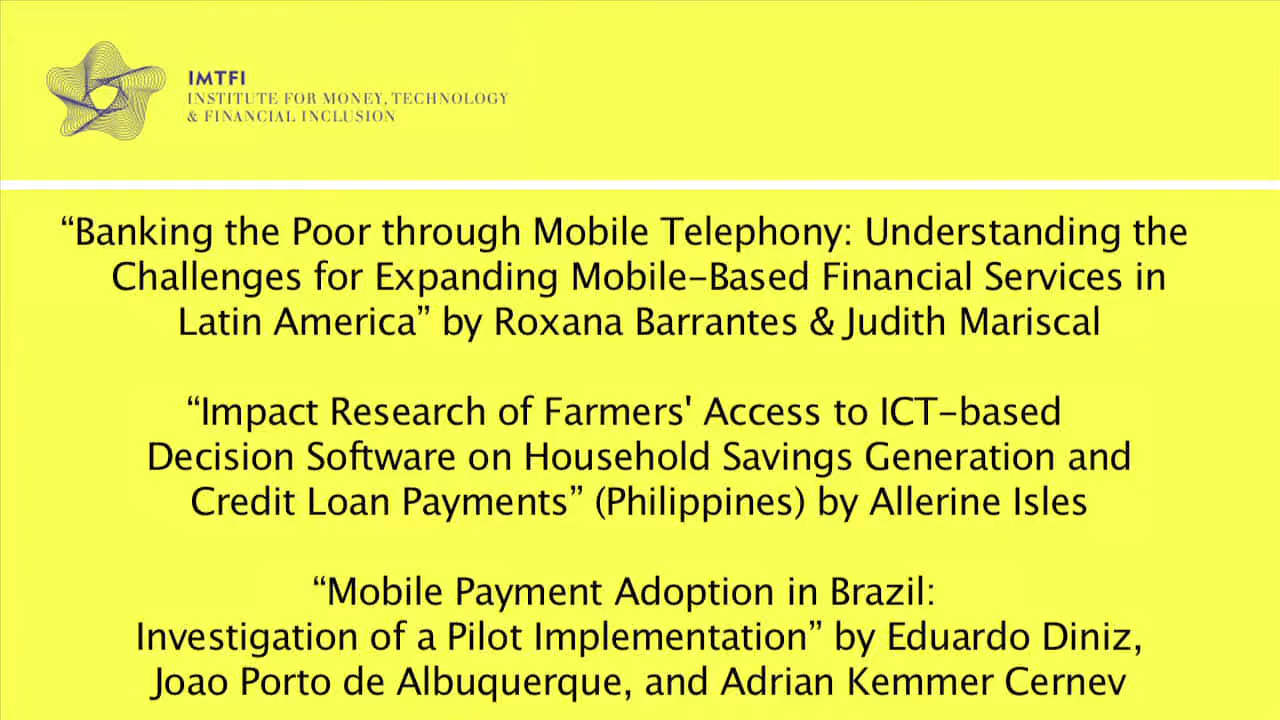 IMTFI
INSTITUTE FOR MONEY, TECHNOLOGY
& FINANCIAL INCLUSION
“Banking the Poor through Mobile Telephony: Understanding the
Challenges for Expanding Mobile-Based Financial Services in
Latin America” by Roxana Barrantes & Judith Mariscal
“Impact Research of Farmers' Access to ICT-based
Decision Software on Household Savings Generation and
Credit Loan Payments” (Philippines) by Allerine Isles
“Mobile Payment Adoption in Brazil:
Investigation of a Pilot Implementation” by Eduardo Diniz,
Joao Porto de Albuquerque, and Adrian Kemmer Cernev